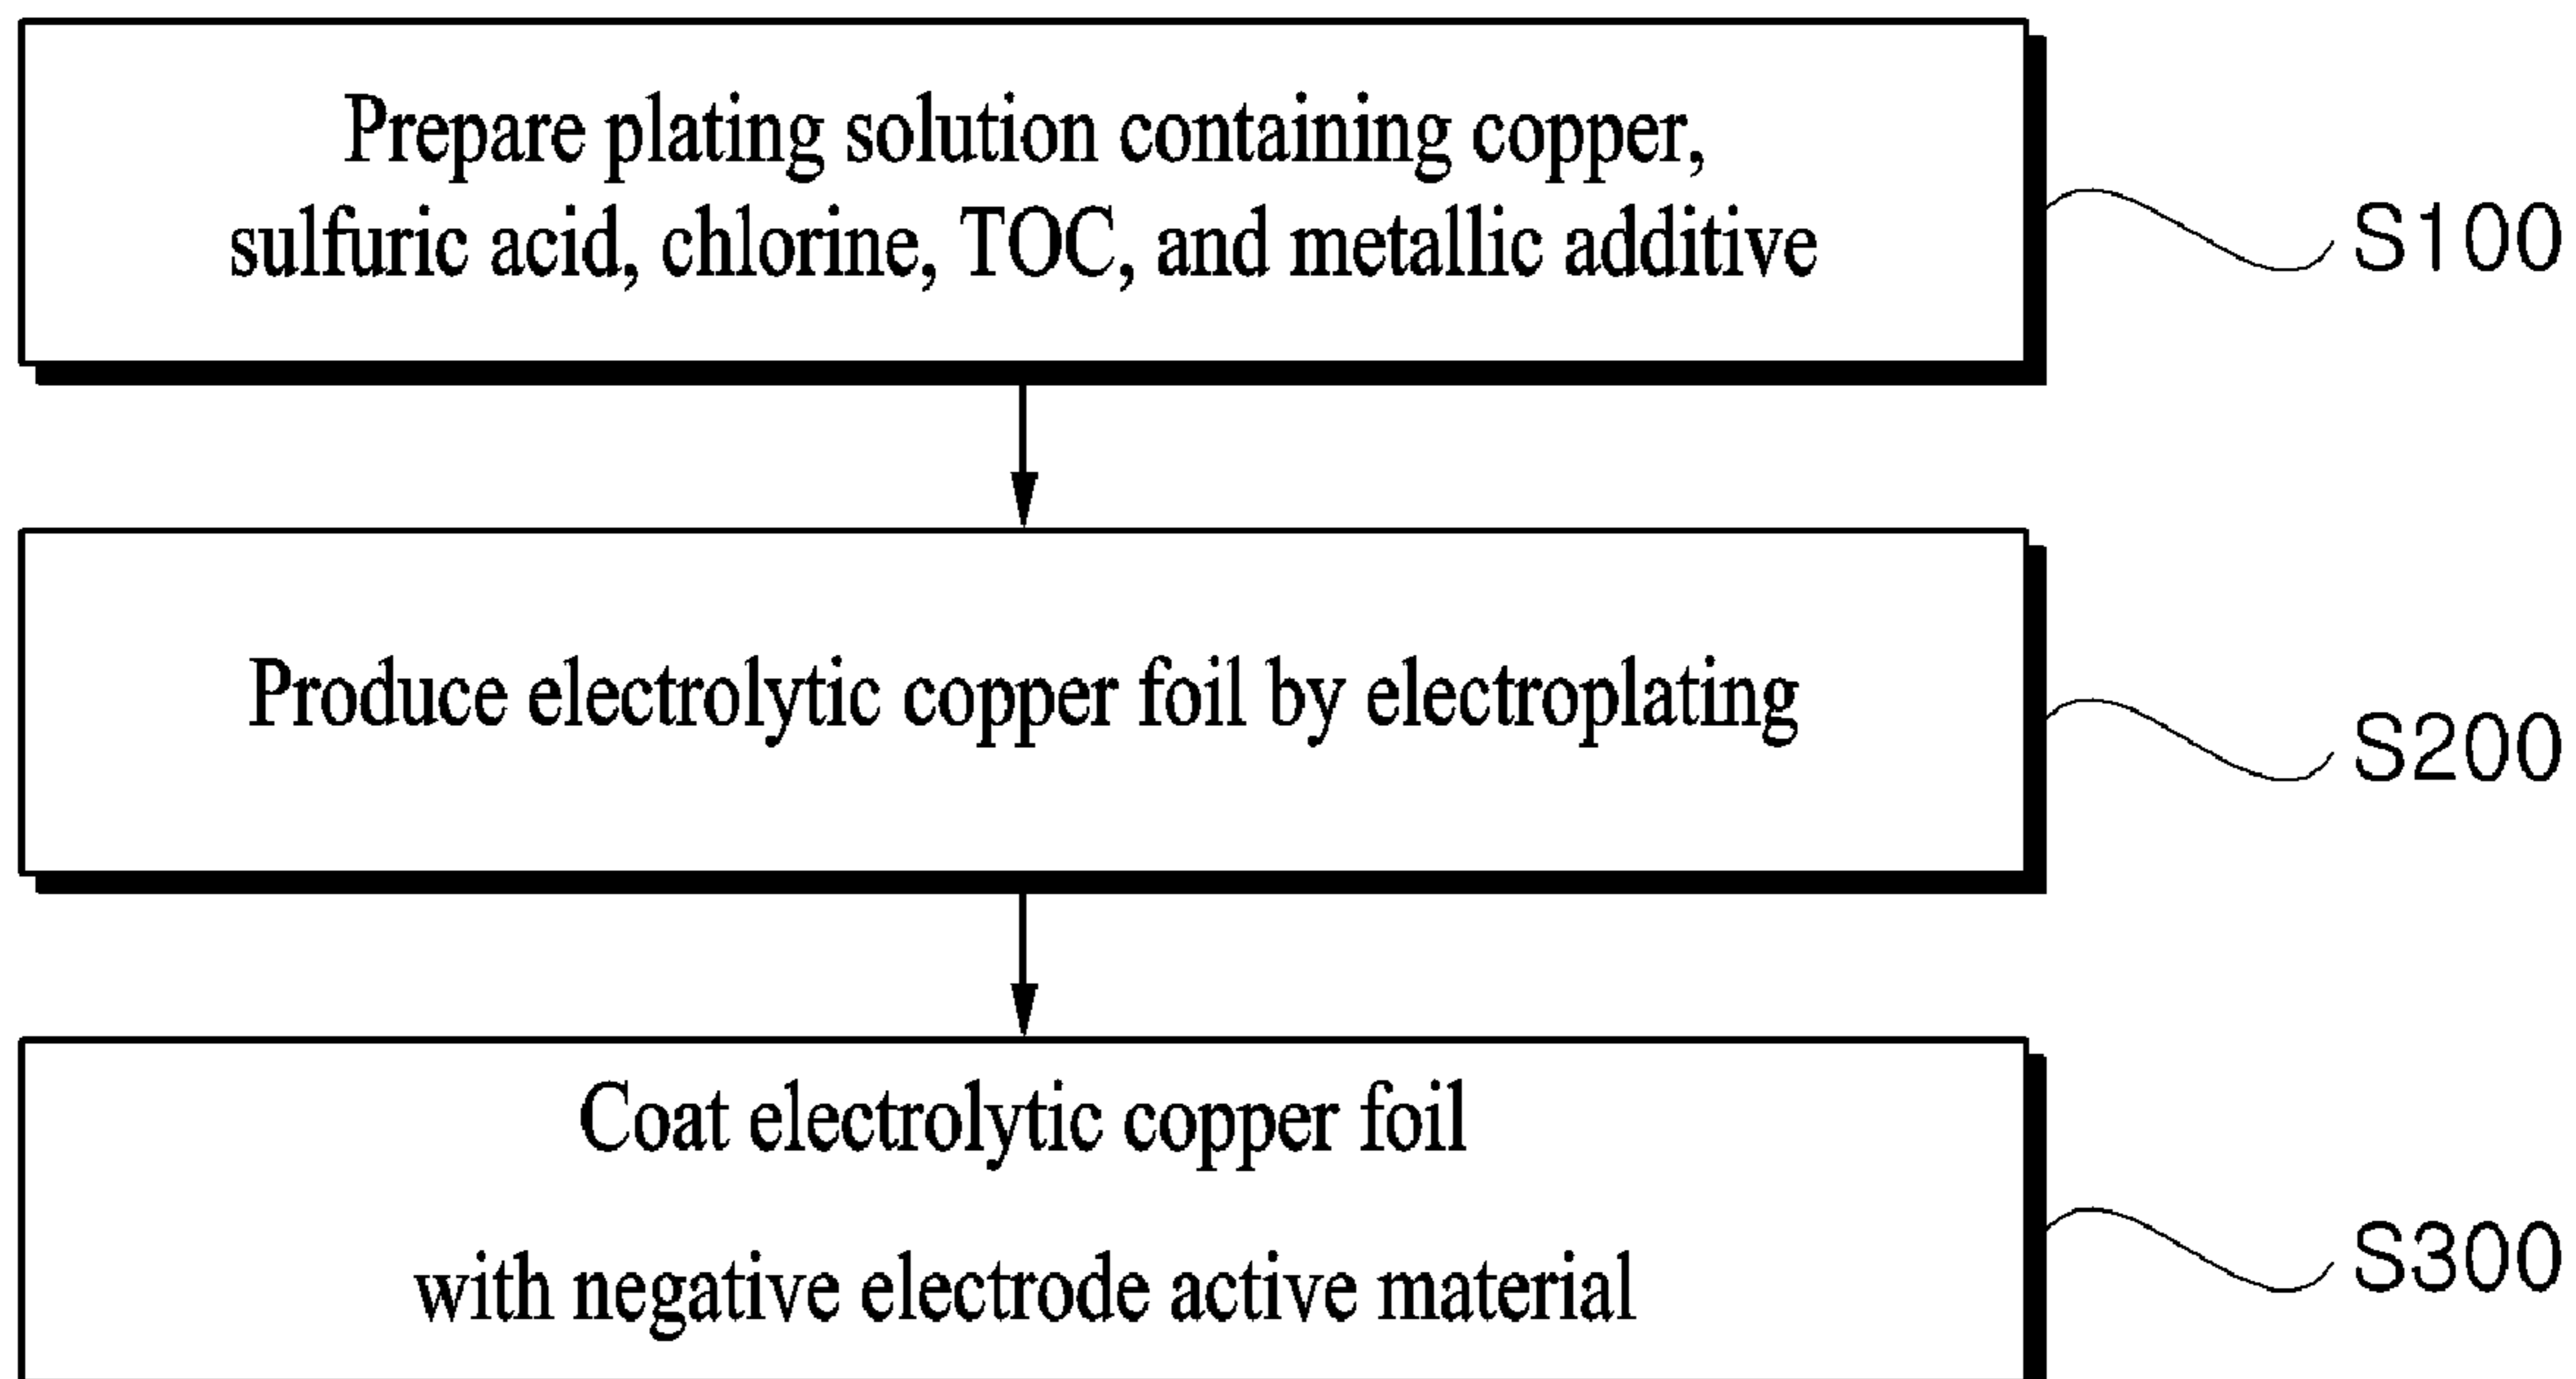 Prepare plating solution containing copper,
sulfuric acid, chlorine, TOC, and metallic additive
S100
Produce electrolytic copper foil by electroplating
S200
Coat electrolytic copper foil
with negative electrode active material
S300